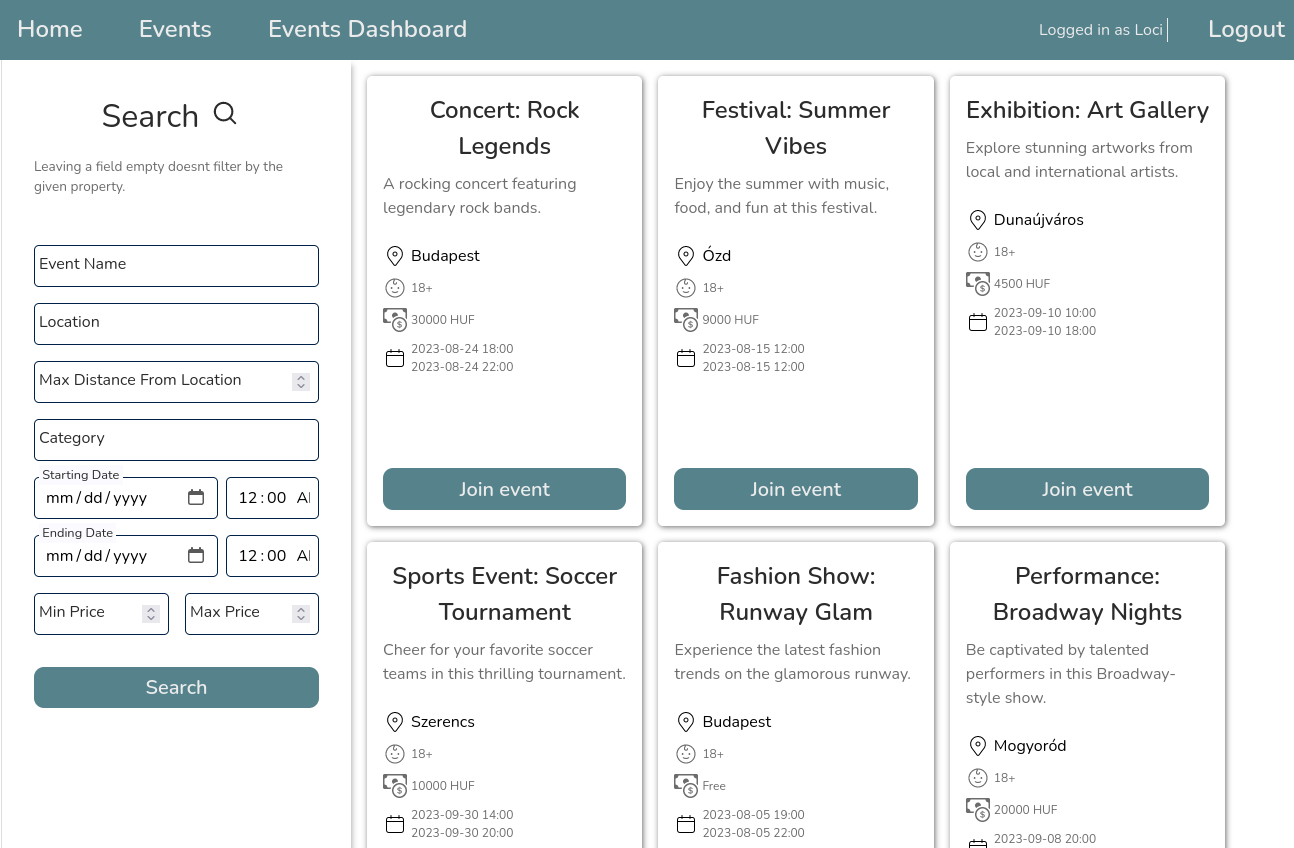 Home Events Events Dashboard Logged in as Loci Logout
Search
Leaving a field empty doesnt filter by the
given property.
Event Name
Location
Max Distance From Location
Category
Starting Date
mm/dd/yyyy 12:00 A
Ending Date
mm/dd/yyyy 12:00 A
Min Price Max Price
Search
Concert: Rock
Legends
A rocking concert featuring
legendary rock bands.
Budapest
18+
30000 HUF
2023-08-24 18:00
2023-08-24 22:00
Join event
Festival: Summer
Vibes
Enjoy the summer with music,
food, and fun at this festival.
Ózd
18+
9000 HUF
2023-08-15 12:00
2023-08-15 12:00
Join event
Exhibition: Art Gallery
Explore stunning artworks from
local and international artists.
Dunaújváros
18+
4500 HUF
2023-09-10 10:00
2023-09-10 18:00
Join event
Sports Event: Soccer
Tournament
Cheer for your favorite soccer
teams in this thrilling tournament.
Szerencs
18+
10000 HUF
2023-09-30 14:00
2023-09-30 20:00
Fashion Show:
Runway Glam
Experience the latest fashion
trends on the glamorous runway.
Budapest
18+
Free
2023-08-05 19:00
2023-08-05 22:00
Performance:
Broadway Nights
Be captivated by talented
performers in this Broadway-
style show.
Mogyoród
18+
20000 HUF
2023-09-08 20:00